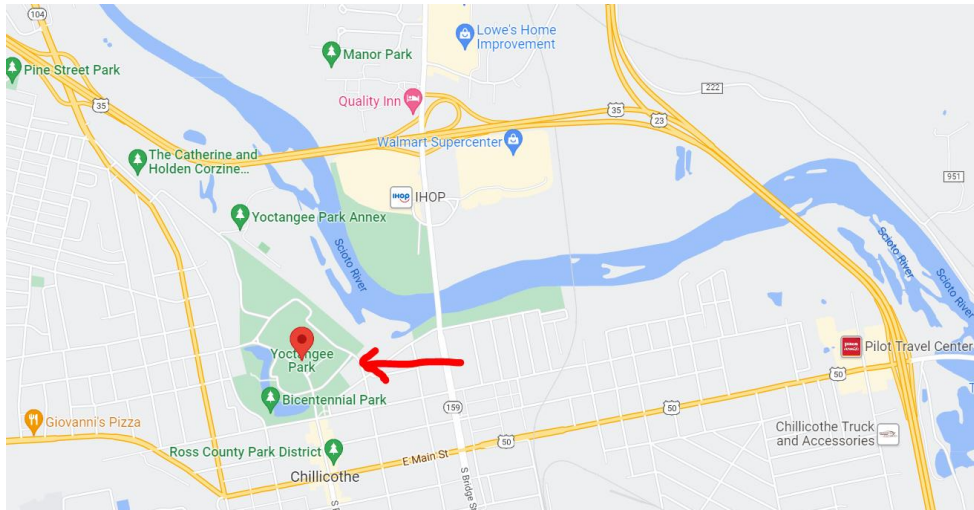 104
Lowe's Home
Improvement
Manor Park
Pine Street Park
222
Quality Inn
35
35
23
Walmart Supercenter
The Catherine and
Holden Corzine...
951
IHOP
IHOP
Yoctangee Park Annex
Scioto River
Scioto River
Scioto River
Yoctangee
Park
Pilot Travel Center
50
Bicentennial Park
159
50
Giovanni's Pizza
Chillicothe Truck
and Accessories
50
Ross County Park District
E Main St
Chillicothe
S Bridge St